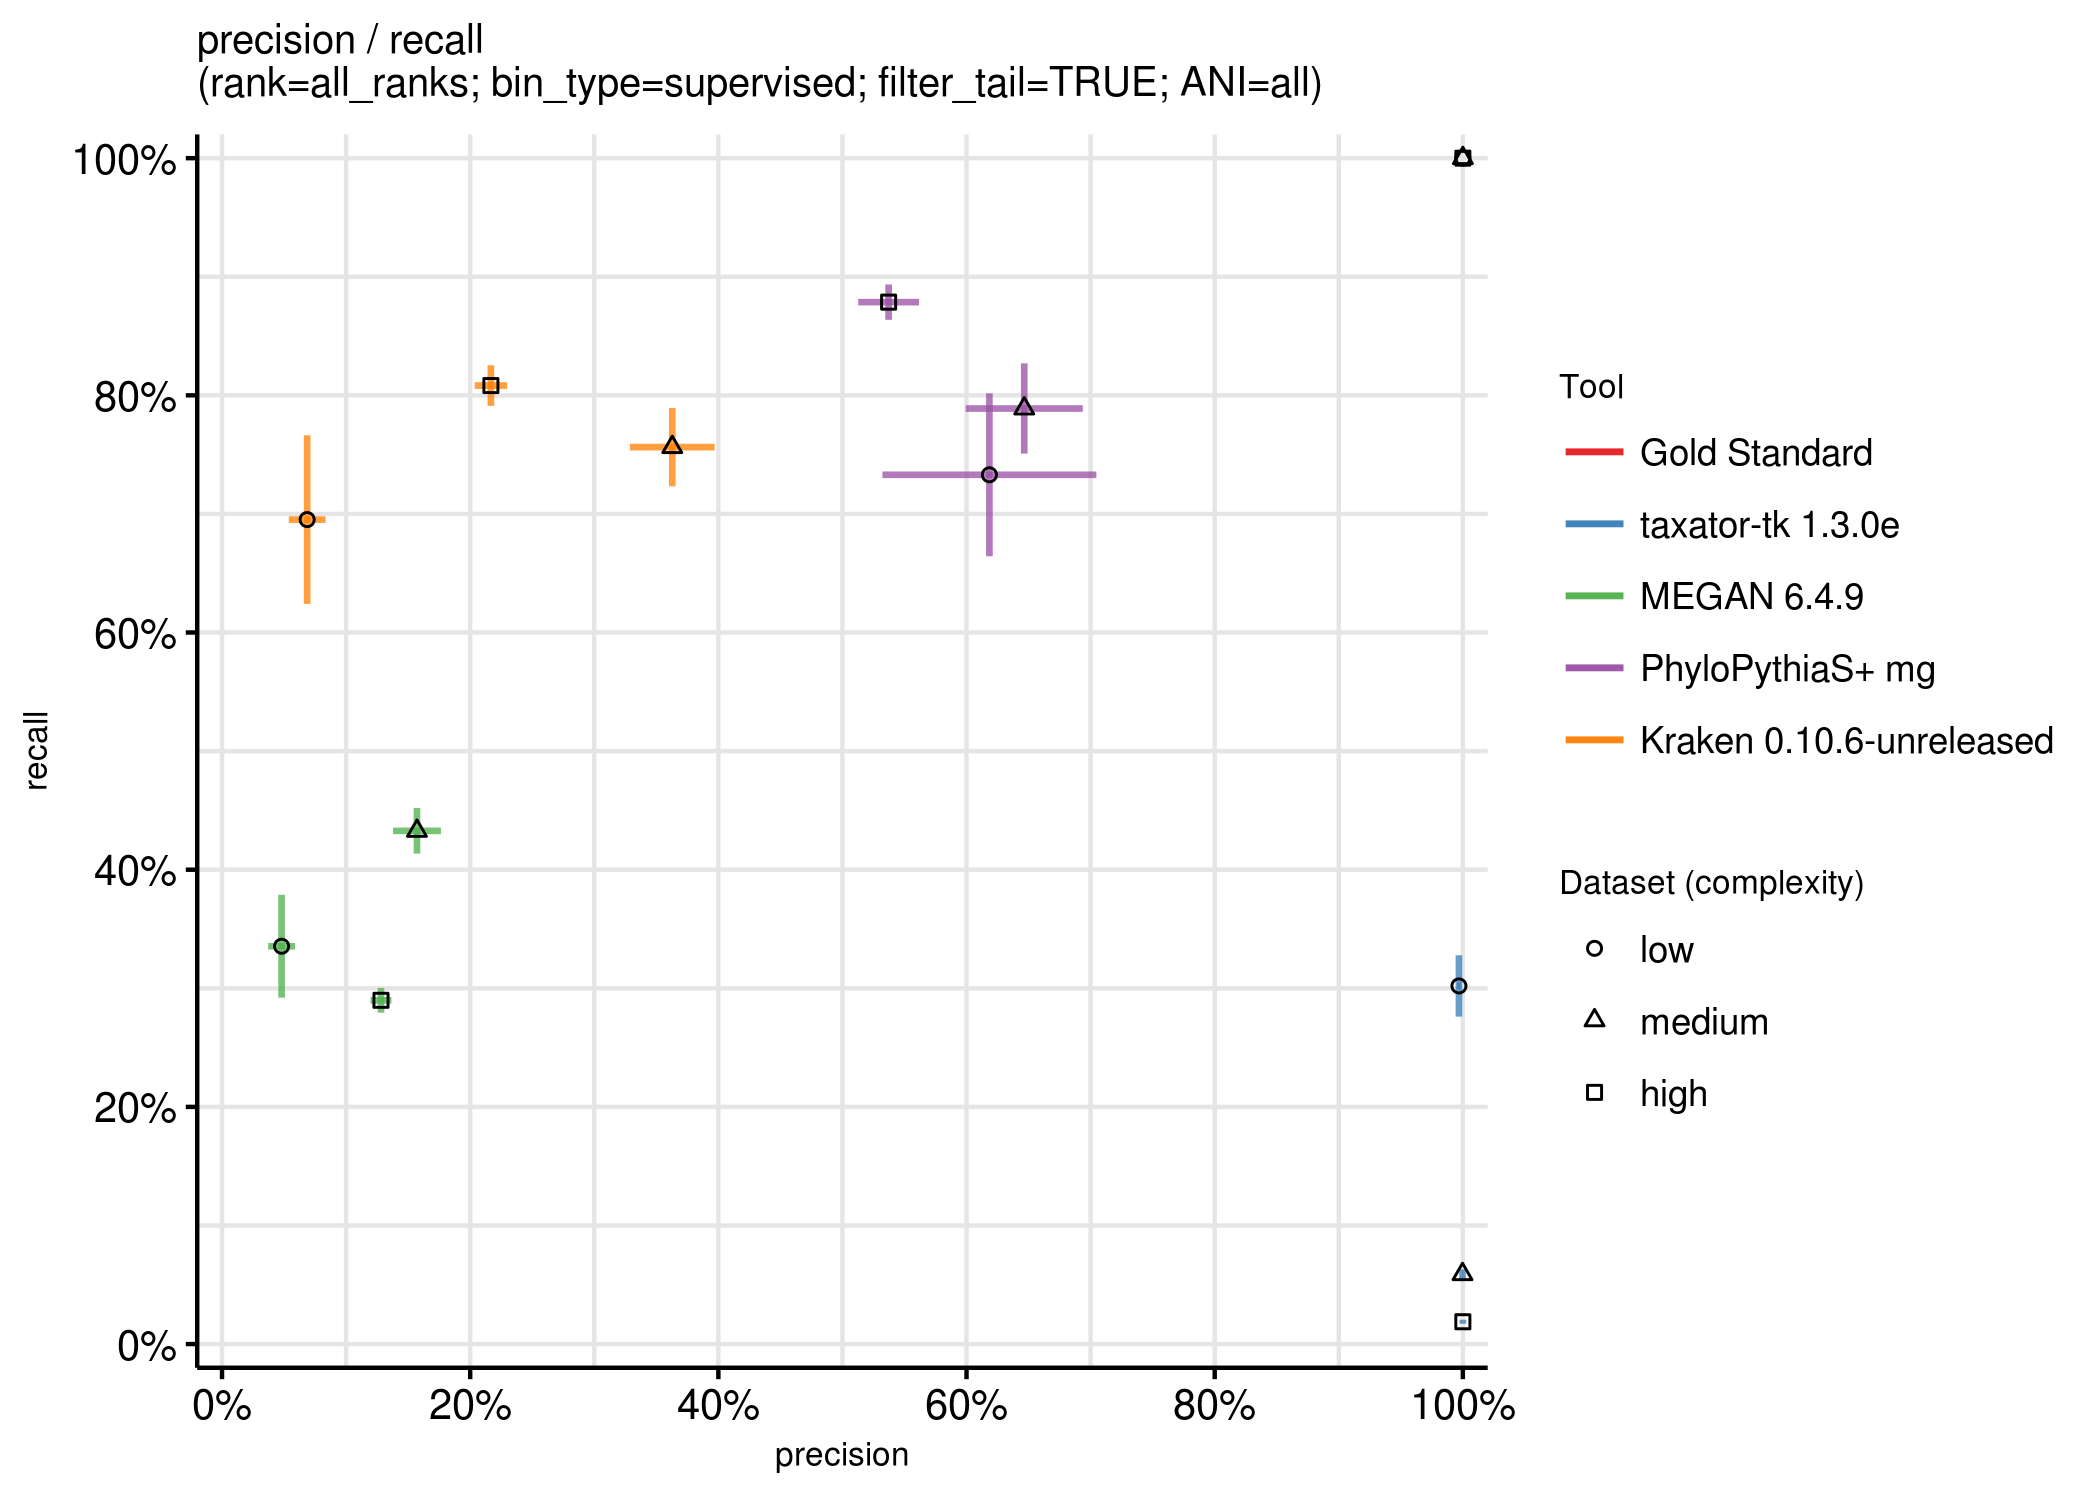 precision / recall
(rank=all_ranks; bin_type=supervised; filter_tail=TRUE; ANI=all)
100%
80%
60%
40%
20%
0%
recall
0% 20% 40% 60% 80% 100%
precision
Tool
Gold Standard
taxator-tk 1.3.0e
MEGAN 6.4.9
PhyloPythiaS+ mg
Kraken 0.10.6-unreleased
Dataset (complexity)
low
medium
high